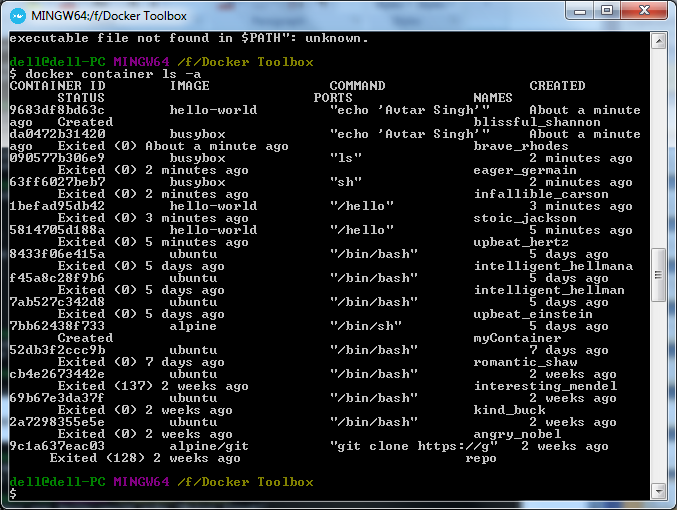 MINGW64:/f/Docker Toolbox
executable file not found in $PATH": unknown.
dell@dell-PC MINGW64 /f/Docker Toolbox
$ docker container ls -a
CONTAINER ID        IMAGE               COMMAND                  CREATED
      STATUS                          PORTS               NAMES
9683df8bd63c        hello-world         "echo 'Avtar Singh'"     About a minute
ago   Created                                             blissful_shannon
da0472b31420        busybox             "echo 'Avtar Singh'"     About a minute
ago   Exited (0) About a minute ago                       brave_rhodes
090577b306e9        busybox             "ls"                     2 minutes ago
      Exited (0) 2 minutes ago                            eager_germain
63ff6027beb7        busybox             "sh"                     2 minutes ago
      Exited (0) 2 minutes ago                            infallible_carson
1befad95db42        hello-world         "/hello"                 3 minutes ago
      Exited (0) 3 minutes ago                            stoic_jackson
5814705d188a        hello-world         "/hello"                 5 minutes ago
      Exited (0) 5 minutes ago                            upbeat_hertz
8433f06e415a        ubuntu              "/bin/bash"              5 days ago
      Exited (0) 5 days ago                               intelligent_hellmana
f45a8c28f9b6        ubuntu              "/bin/bash"              5 days ago
      Exited (0) 5 days ago                               intelligent_hellman
7ab527c342d8        ubuntu              "/bin/bash"              5 days ago
      Exited (0) 5 days ago                               upbeat_einstein
7bb62438f733        alpine              "/bin/sh"                5 days ago
      Created                                             myContainer
52db3f2ccc9b        ubuntu              "/bin/bash"              7 days ago
      Exited (0) 7 days ago                               romantic_shaw
cb4e2673442e        ubuntu              "/bin/bash"              2 weeks ago
      Exited (137) 2 weeks ago                            interesting_mendel
69b67e3da37f        ubuntu              "/bin/bash"              2 weeks ago
      Exited (0) 2 weeks ago                              kind_buck
2a7298355e5e        ubuntu              "/bin/bash"              2 weeks ago
      Exited (0) 2 weeks ago                              angry_nobel
9c1a637eac03        alpine/git          "git clone https://g"   2 weeks ago
     Exited (128) 2 weeks ago                            repo
dell@dell-PC MINGW64 /f/Docker Toolbox
$